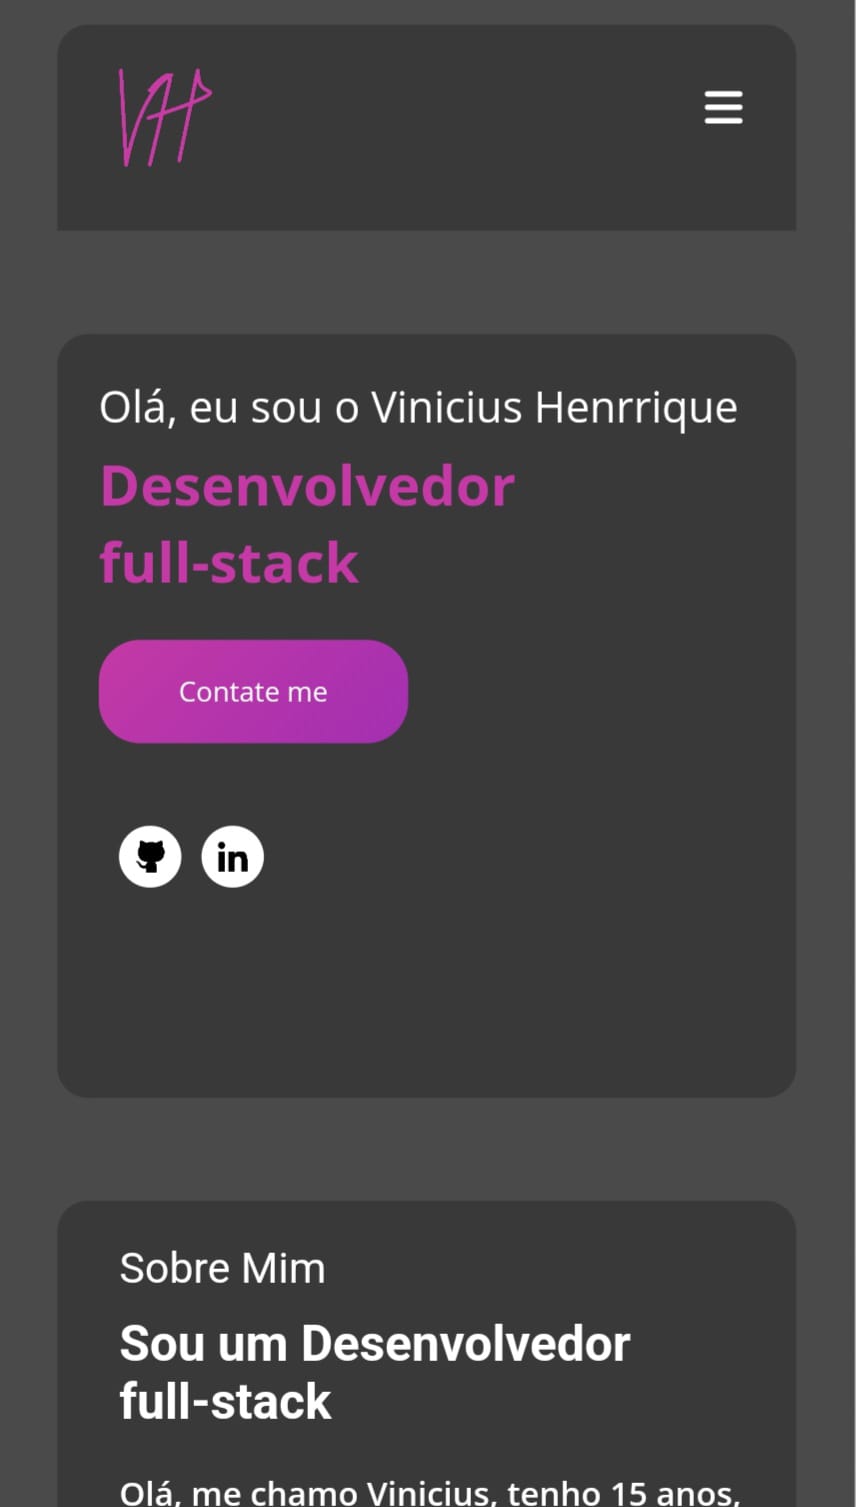 VH
Olá, eu sou o Vinicius Henrrique
Desenvolvedor
full-stack
Contate me
in
Sobre Mim
Sou um Desenvolvedor
full-stack
Olá, me chamo Vinicius, tenho 15 anos,